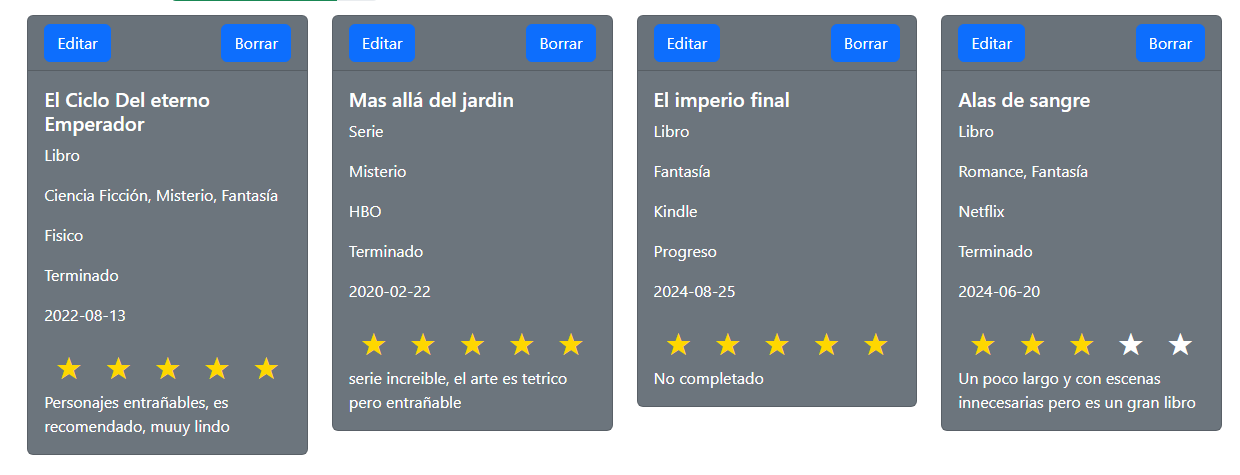 Editar
Borrar
El Ciclo Del eterno
Emperador
Libro
Ciencia Ficción, Misterio, Fantasía
Fisico
Terminado
2022-08-13
Personajes entrañables, es
recomendado, muuy lindo
Editar
Borrar
Mas allá del jardin
Serie
Misterio
HBO
Terminado
2020-02-22
serie increible, el arte es tetrico
pero entrañable
Editar
Borrar
El imperio final
Libro
Fantasía
Kindle
Progreso
2024-08-25
No completado
Editar
Borrar
Alas de sangre
Libro
Romance, Fantasía
Netflix
Terminado
2024-06-20
Un poco largo y con escenas
innecesarias pero es un gran libro